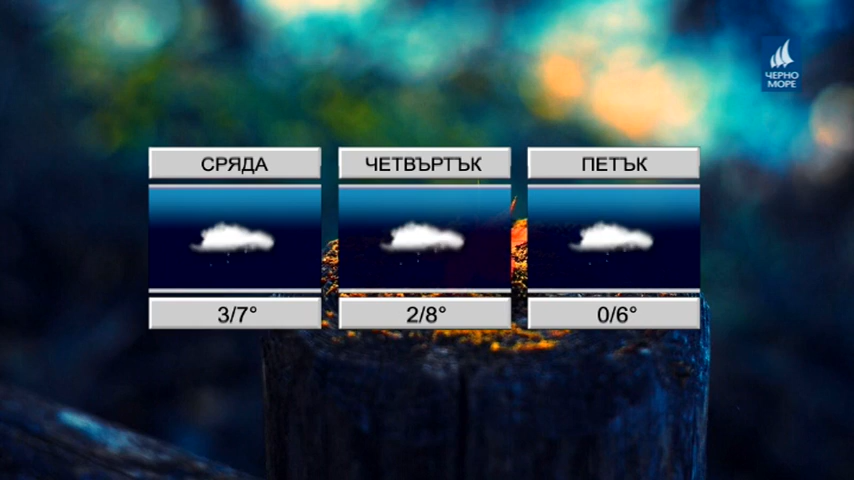 ЧЕРНО
МОРЕ
СРЯДА
ЧЕТВЪРТЪК
ПЕТЪК
3/7°
2/8°
0/6°